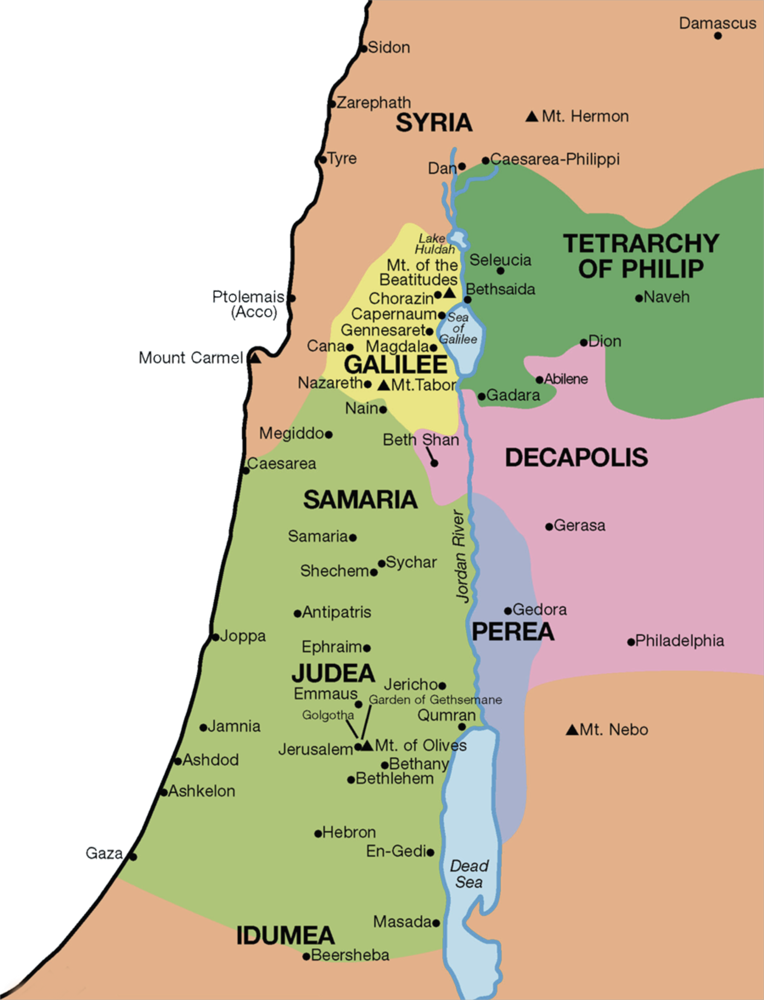 Damascus
Sidon
Zarephath
SYRIA
Mt. Hermon
Tyre
Dan
Caesarea-Philippi
Lake
Huldah
TETRARCHY
OF PHILIP
Seleucia
Mt. of the
Beatitudes
Bethsaida
Ptolemais
(Acco)
Chorazin
Naveh
Capernaum
Sea
of
Galilee
Gennesaret
Cana
Magdala
Dion
Mount Carmel
GALILEE
Abilene
Nazareth
Mt.Tabor
Gadara
Nain
Megiddo
Beth Shan
DECAPOLIS
Caesarea
SAMARIA
Jordan River
Gerasa
Samaria
Sychar
Shechem
Antipatris
Gedora
PEREA
Joppa
Philadelphia
Ephraim
JUDEA
Jericho
Emmaus
Garden of Gethsemane
Golgotha
Qumran
Jamnia
Mt. Nebo
Jerusalem
Mt. of Olives
Ashdod
Bethany
Bethlehem
Ashkelon
Hebron
En-Gedi
Gaza
Dead
Sea
Masada
IDUMEA
Beersheba